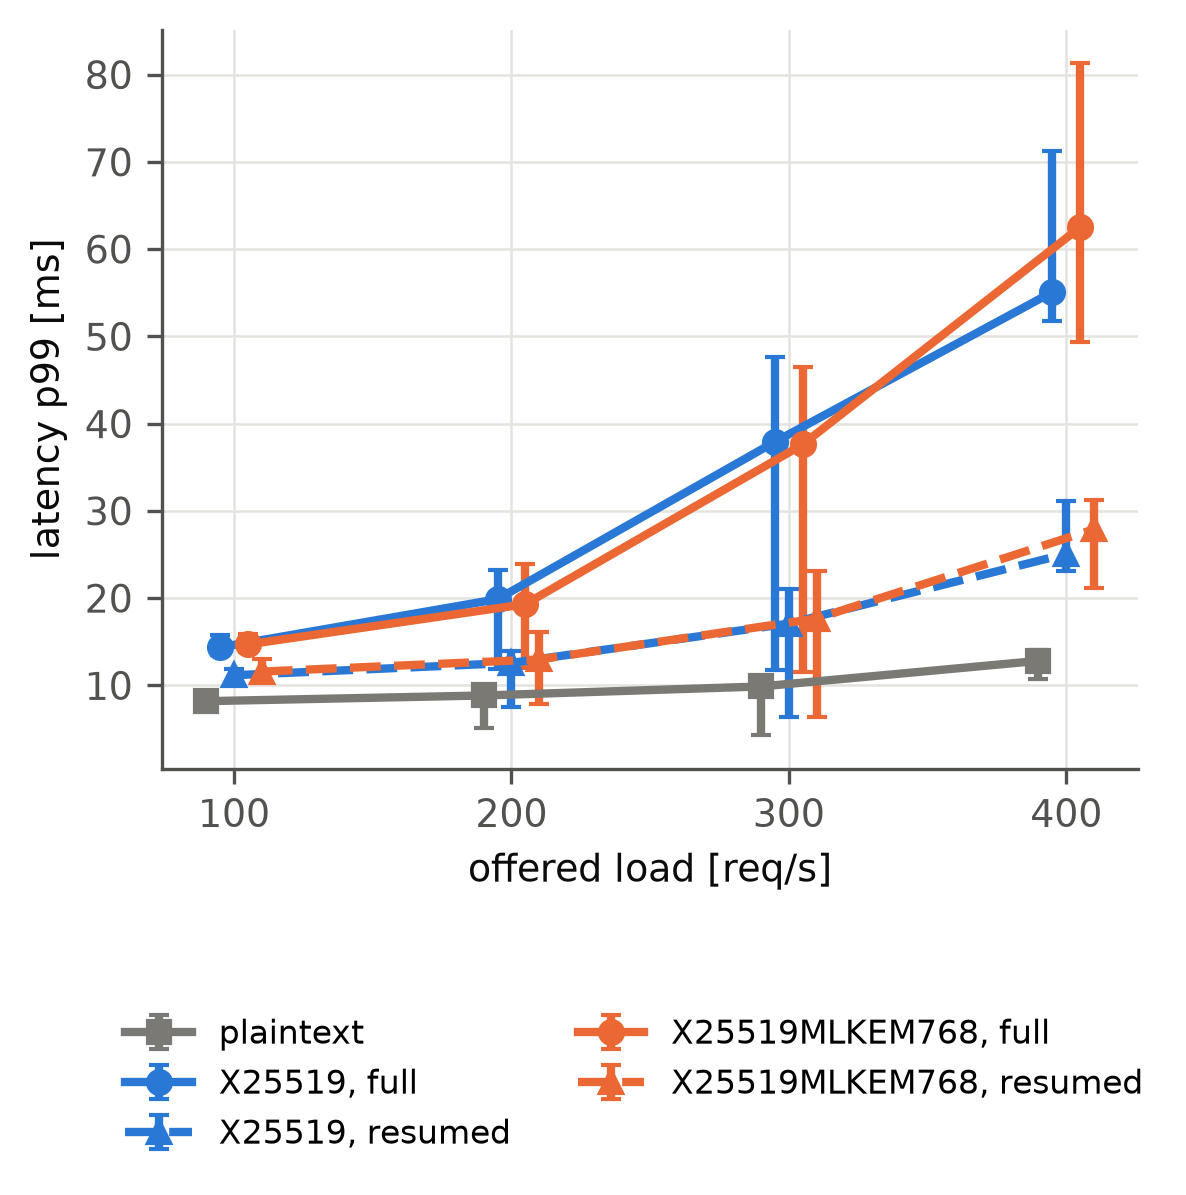 latency p99 [ms]
80
70
60
50
40
30
20
10
100 200 300 400
offered load [req/s]
plaintext
X25519, full
X25519, resumed
X25519MLKEM768, full
X25519MLKEM768, resumed